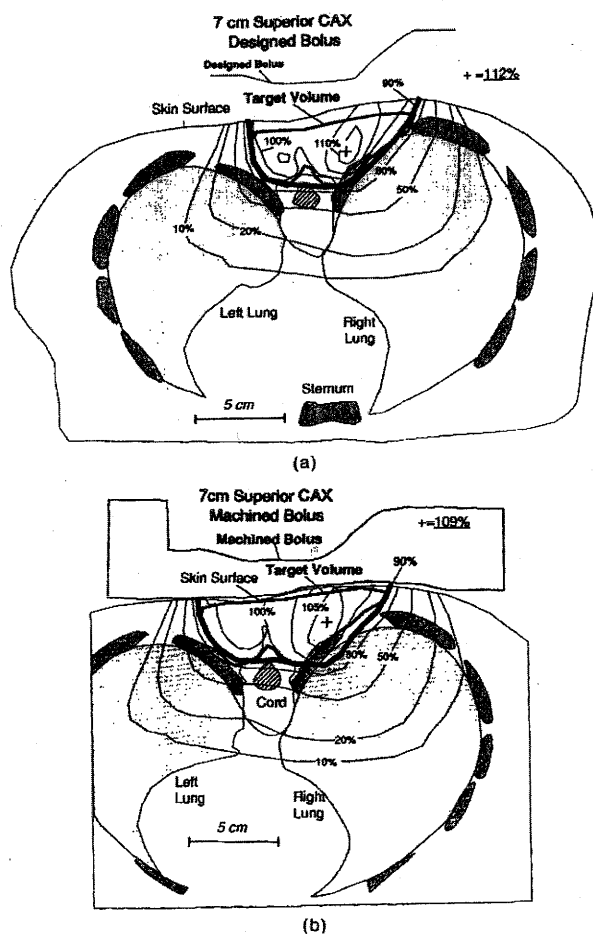 7 cm Superior CAX
Designed Bolus
Designed Bolus
+ =112%
90%
Target Volume
Skin Surface
100%
110%
+
80%
50%
10%
20%
Left Lung
Right
Lung
Sternum
5 cm
(a)
7cm Superior CAX
Machined Bolus
+=109%
Machined Bolus
Target Volume
90%
Skin Surface
100%
105%
+
80%
50%
Cord
20%
10%
Left
Lung
Right
Lung
5 cm
(b)